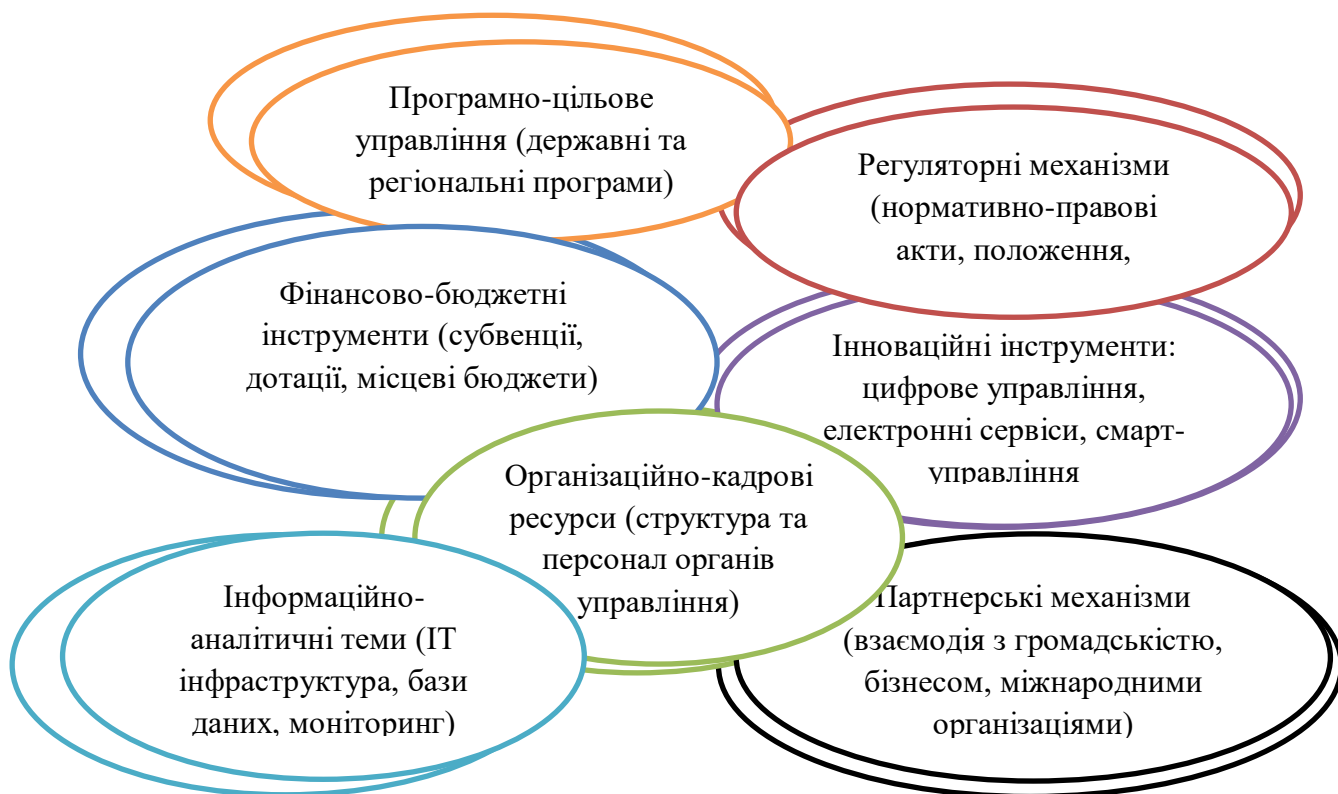 Програмно-цільове
управління (державні та
регіональні програми)
Регуляторні механізми
(нормативно-правові
акти, положення,
Фінансово-бюджетні
інструменти (субвенції,
дотації, місцеві бюджети)
Інноваційні інструменти:
цифрове управління,
електронні сервіси, смарт-
управління
Організаційно-кадрові
ресурси (структура та
персонал органів
управління)
Інформаційно-
аналітичні теми (ІТ
інфраструктура, бази
даних, моніторинг)
Партнерські механізми
(взаємодія з громадськістю,
бізнесом, міжнародними
організаціями)